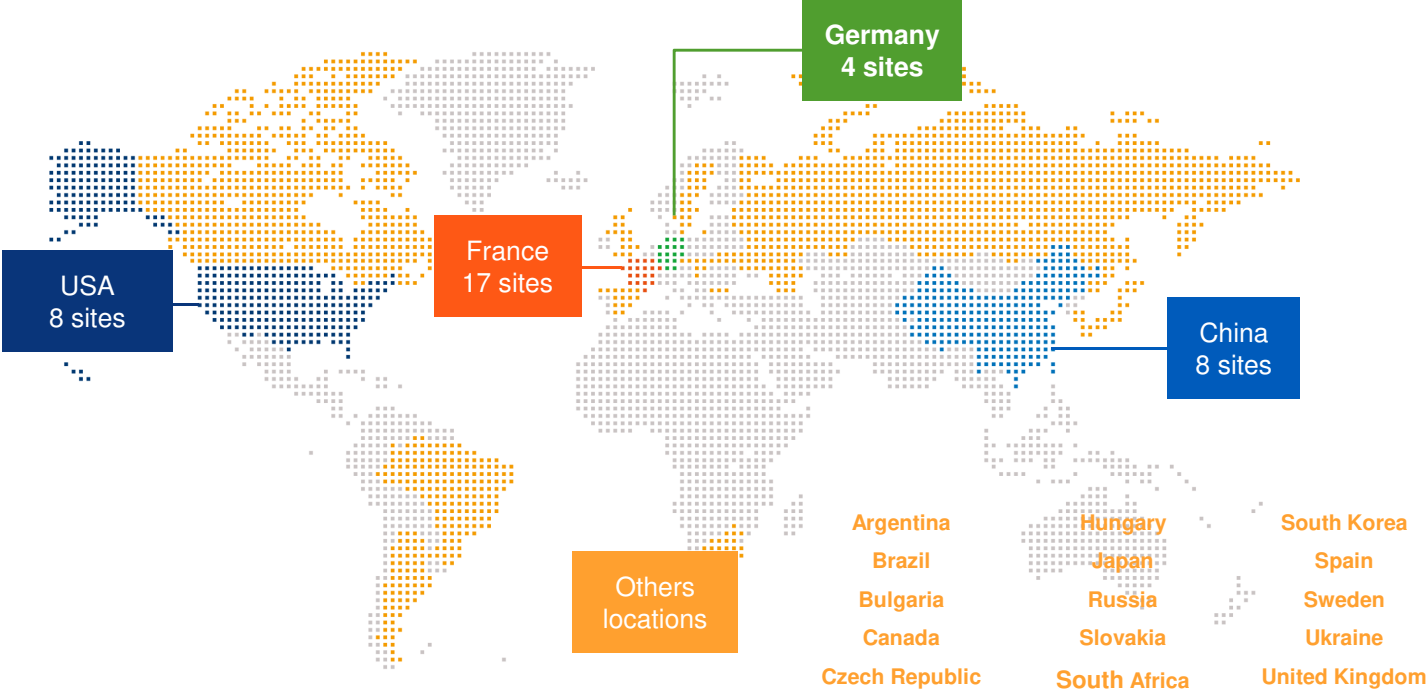 Germany
4 sites
France
17 sites
USA
8 sites
China
8 sites
Others
locations
Argentina
Brazil
Bulgaria
Canada
Czech Republic
Hungary
Japan
Russia
Slovakia
South Africa
South Korea
Spain
Sweden
Ukraine
United Kingdom